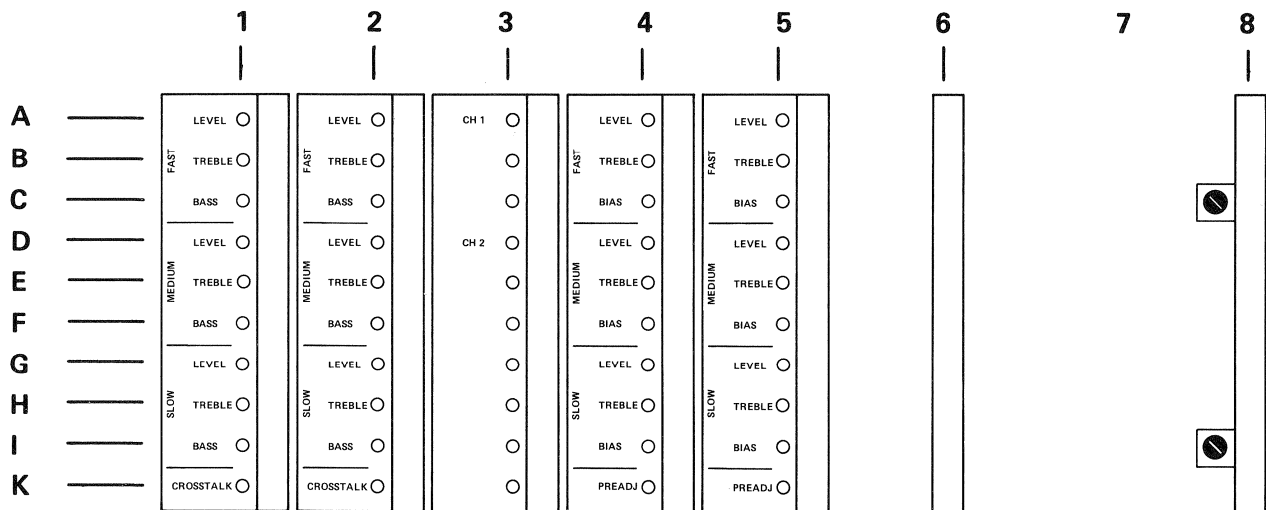 1 2 3 4 5 6 7 8
A LEVEL LEVEL CH 1 LEVEL LEVEL
B TREBLE TREBLE TREBLE TREBLE
FAST FAST FAST FAST
C BASS BASS BIAS BIAS
D LEVEL LEVEL CH 2 LEVEL LEVEL
E TREBLE TREBLE TREBLE TREBLE
MEDIUM MEDIUM MEDIUM MEDIUM
F BASS BASS BIAS BIAS
G LEVEL LEVEL LEVEL LEVEL
H TREBLE TREBLE TREBLE TREBLE
SLOW SLOW SLOW SLOW
I BASS BASS BIAS BIAS
K CROSSTALK CROSSTALK PREADJ PREADJ